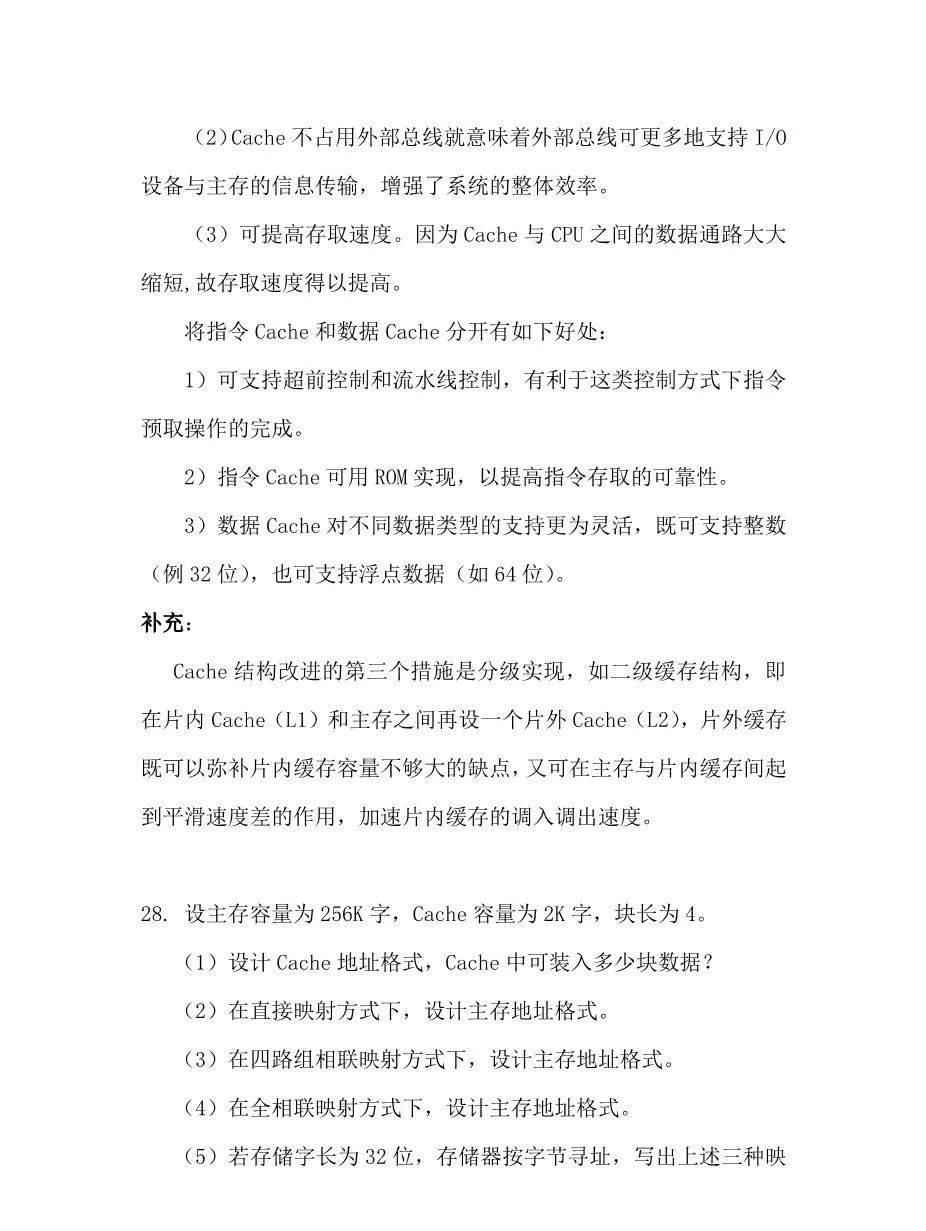 （2)Cache 不占用外部总线就意味着外部总线可更多地支持 I/O
设备与主存的信息传输，增强了系统的整体效率。
（3）可提高存取速度。因为 Cache 与 CPU 之间的数据通路大大
缩短,故存取速度得以提高。
将指令 Cache 和数据 Cache 分开有如下好处：
1）可支持超前控制和流水线控制，有利于这类控制方式下指令
预取操作的完成。
2）指令 Cache 可用 ROM 实现，以提高指令存取的可靠性。
3）数据 Cache 对不同数据类型的支持更为灵活，既可支持整数
（例 32 位），也可支持浮点数据（如 64 位）。
补充：
Cache 结构改进的第三个措施是分级实现，如二级缓存结构，即
在片内 Cache（L1）和主存之间再设一个片外 Cache（L2），片外缓存
既可以弥补片内缓存容量不够大的缺点，又可在主存与片内缓存间起
到平滑速度差的作用，加速片内缓存的调入调出速度。
28. 设主存容量为 256K 字，Cache 容量为 2K 字，块长为 4。
（1）设计 Cache 地址格式，Cache 中可装入多少块数据？
（2）在直接映射方式下，设计主存地址格式。
（3）在四路组相联映射方式下，设计主存地址格式。
（4）在全相联映射方式下，设计主存地址格式。
（5）若存储字长为 32 位，存储器按字节寻址，写出上述三种映